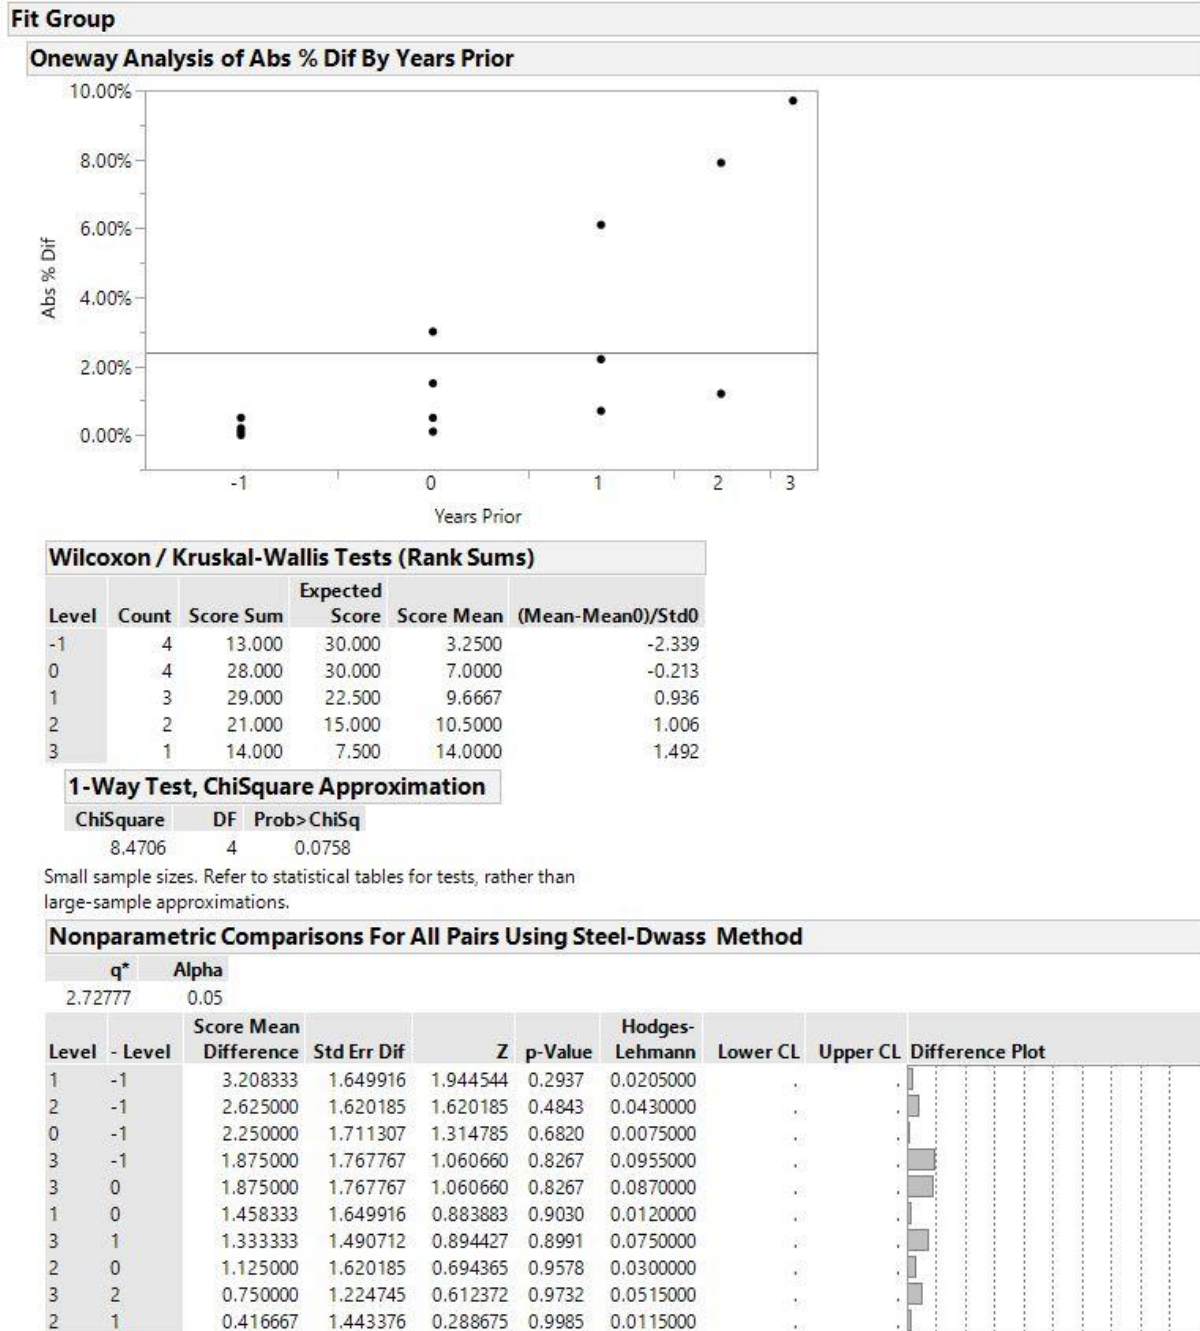 Fit Group
Oneway Analysis of Abs % Dif By Years Prior
10.00%
8.00%
6.00%
4.00%
2.00%
0.00%
Abs % Dif
-1 0 1 2 3
Years Prior
Wilcoxon / Kruskal-Wallis Tests (Rank Sums)
Expected
Level Count Score Sum Score Score Mean (Mean-Mean0)/Std0
-1 4 13.000 30.000 3.2500 -2.339
0 4 28.000 30.000 7.0000 -0.213
1 3 29.000 22.500 9.6667 0.936
2 2 21.000 15.000 10.5000 1.006
3 1 14.000 7.500 14.0000 1.492
1-Way Test, ChiSquare Approximation
ChiSquare DF Prob>ChiSq
8.4706 4 0.0758
Small sample sizes. Refer to statistical tables for tests, rather than
large-sample approximations.
Nonparametric Comparisons For All Pairs Using Steel-Dwass Method
q* Alpha
2.72777 0.05
Score Mean Hodges-
Level - Level Difference Std Err Dif Z p-Value Lehmann Lower CL Upper CL Difference Plot
1 -1 3.208333 1.649916 1.944544 0.2937 0.0205000 . .
2 -1 2.625000 1.620185 1.620185 0.4843 0.0430000 . .
0 -1 2.250000 1.711307 1.314785 0.6820 0.0075000 . .
3 -1 1.875000 1.767767 1.060660 0.8267 0.0955000 . .
3 0 1.875000 1.767767 1.060660 0.8267 0.0870000 . .
1 0 1.458333 1.649916 0.883883 0.9030 0.0120000 . .
3 1 1.333333 1.490712 0.894427 0.8991 0.0750000 . .
2 0 1.125000 1.620185 0.694365 0.9578 0.0300000 . .
3 2 0.750000 1.224745 0.612372 0.9732 0.0515000 . .
2 1 0.416667 1.443376 0.288675 0.9985 0.0115000 . .